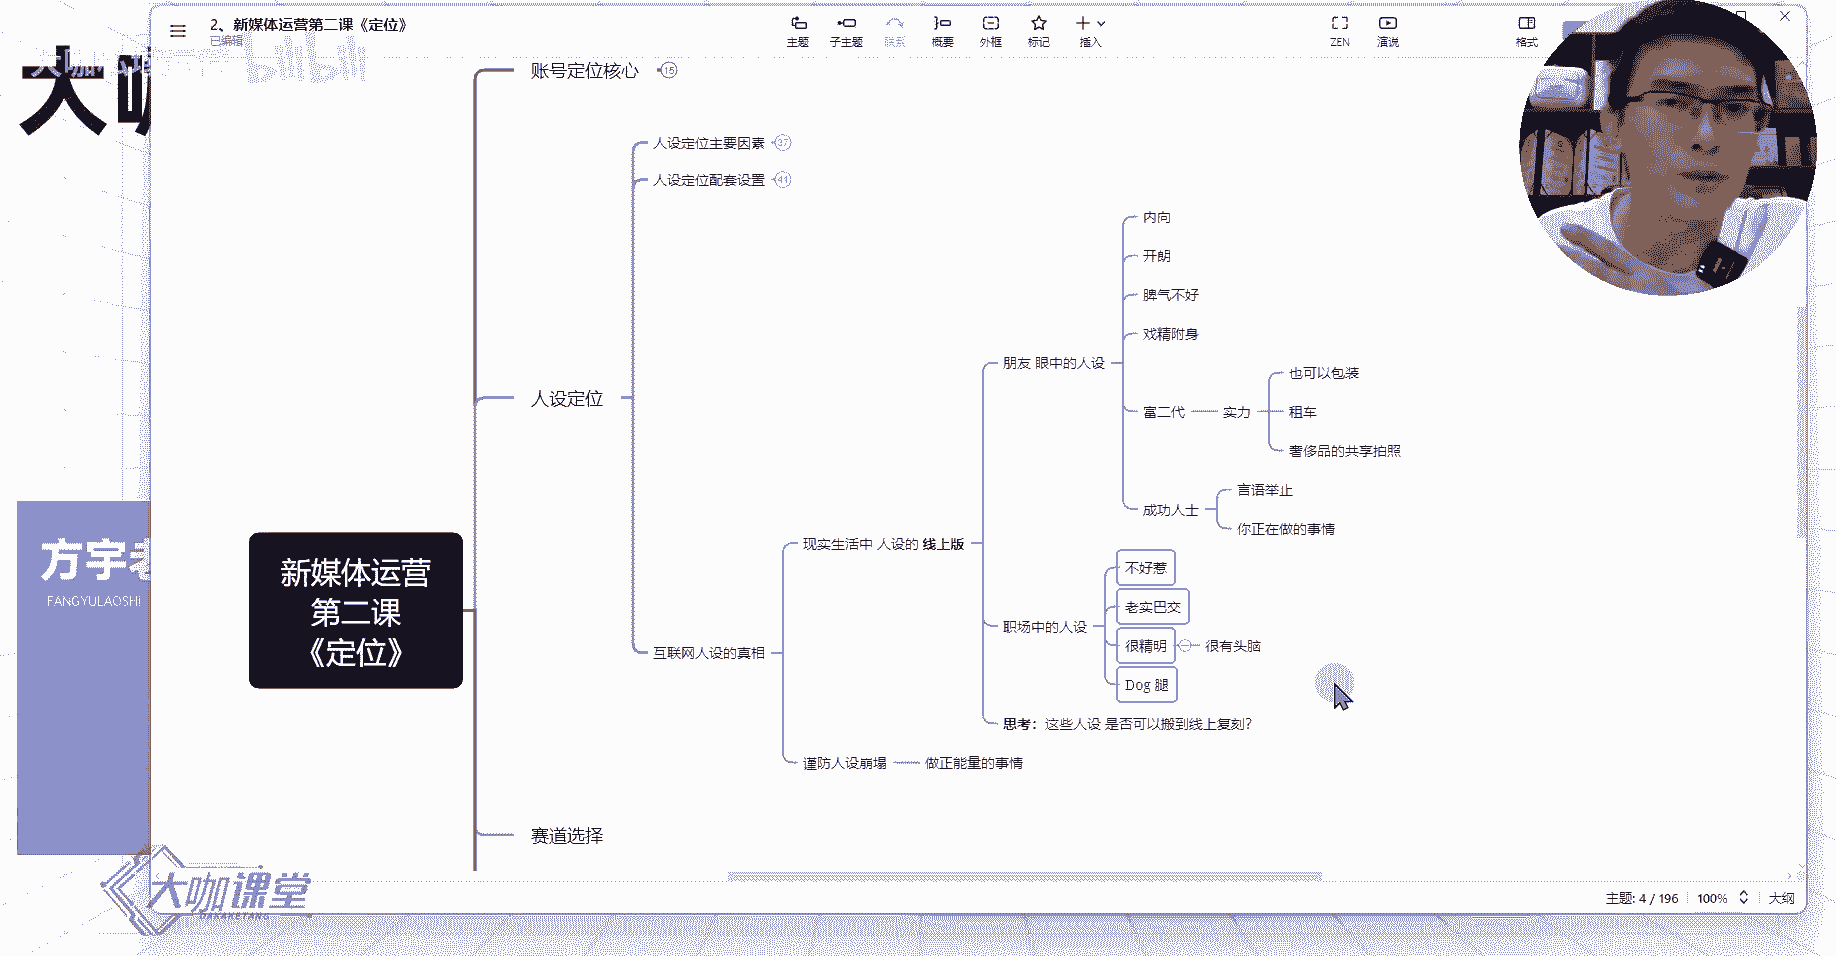 2、新媒体运营第二课《定位》
已编辑
主题
子主题
联系
概要
外框
标记
插入
ZEN
演说
格式
大咖
账号定位核心
15
人设定位主要因素
37
人设定位配套设置
41
内向
开朗
脾气不好
戏精附身
朋友 眼中的人设
也可以包装
人设定位
富二代
实力
租车
奢侈品的共享拍照
言语举止
成功人士
你正在做的事情
现实生活中 人设的 线上版
不好惹
新媒体运营
第二课
《定位》
方宇老
FANGYULAOSHI
老实巴交
职场中的人设
很精明
很有头脑
互联网人设的真相
Dog 腿
思考：这些人设 是否可以搬到线上复刻？
谨防人设崩塌
做正能量的事情
赛道选择
大咖课堂
DAKAKETANG
主题: 4 / 196
100%
大纲